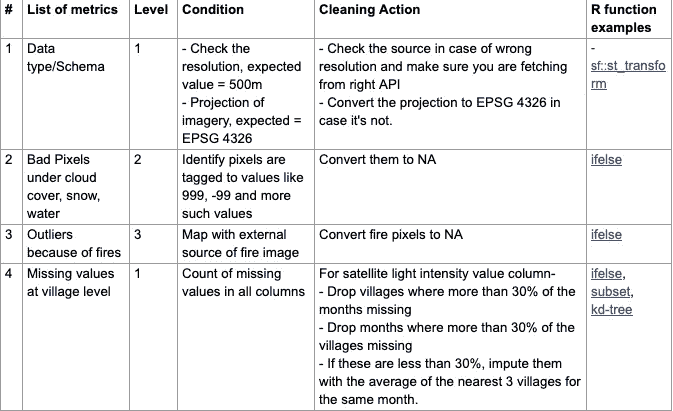 # List of metrics Level Condition Cleaning Action R function examples
1 Data type/Schema 1
- Check the resolution, expected value = 500m
- Projection of imagery, expected = EPSG 4326
- Check the source in case of wrong resolution and make sure you are fetching from right API
- Convert the projection to EPSG 4326 in case it's not.
-
sf::st_transfo
rm
2 Bad Pixels under cloud cover, snow, water 2
Identify pixels are tagged to values like 999, -99 and more such values
Convert them to NA
ifelse
3 Outliers because of fires 3
Map with external source of fire image
Convert fire pixels to NA
ifelse
4 Missing values at village level 1
Count of missing values in all columns
For satellite light intensity value column-
- Drop villages where more than 30% of the months missing
- Drop months where more than 30% of the villages missing
- If these are less than 30%, impute them with the average of the nearest 3 villages for the same month.
ifelse,
subset,
kd-tree